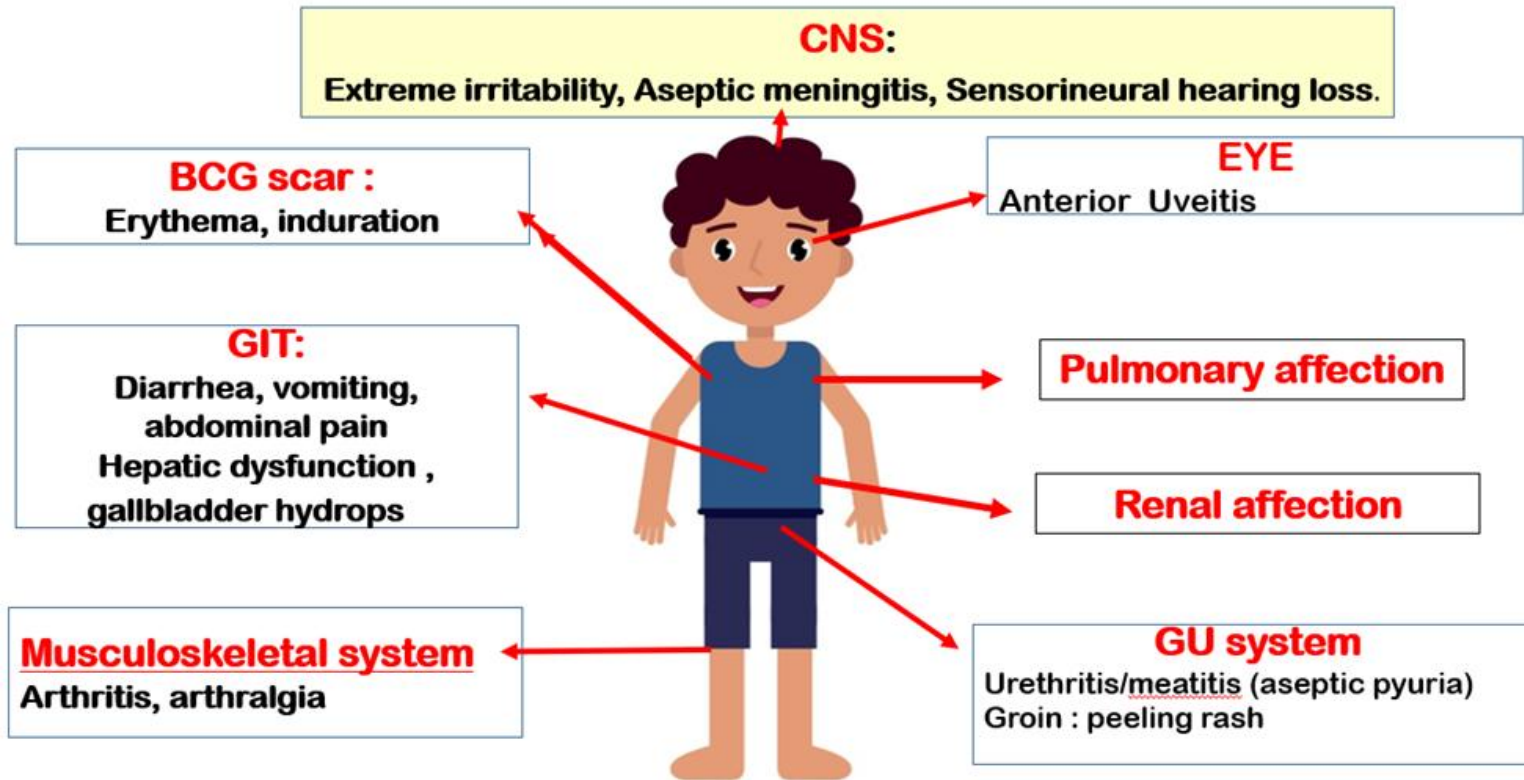 CNS:
Extreme irritability, Aseptic meningitis, Sensorineural hearing loss.
BCG scar :
Erythema, induration
EYE
Anterior Uveitis
GIT:
Diarrhea, vomiting,
abdominal pain
Hepatic dysfunction ,
gallbladder hydrops
Pulmonary affection
Renal affection
Musculoskeletal system
Arthritis, arthralgia
GU system
Urethritis/meatitis (aseptic pyuria)
Groin : peeling rash